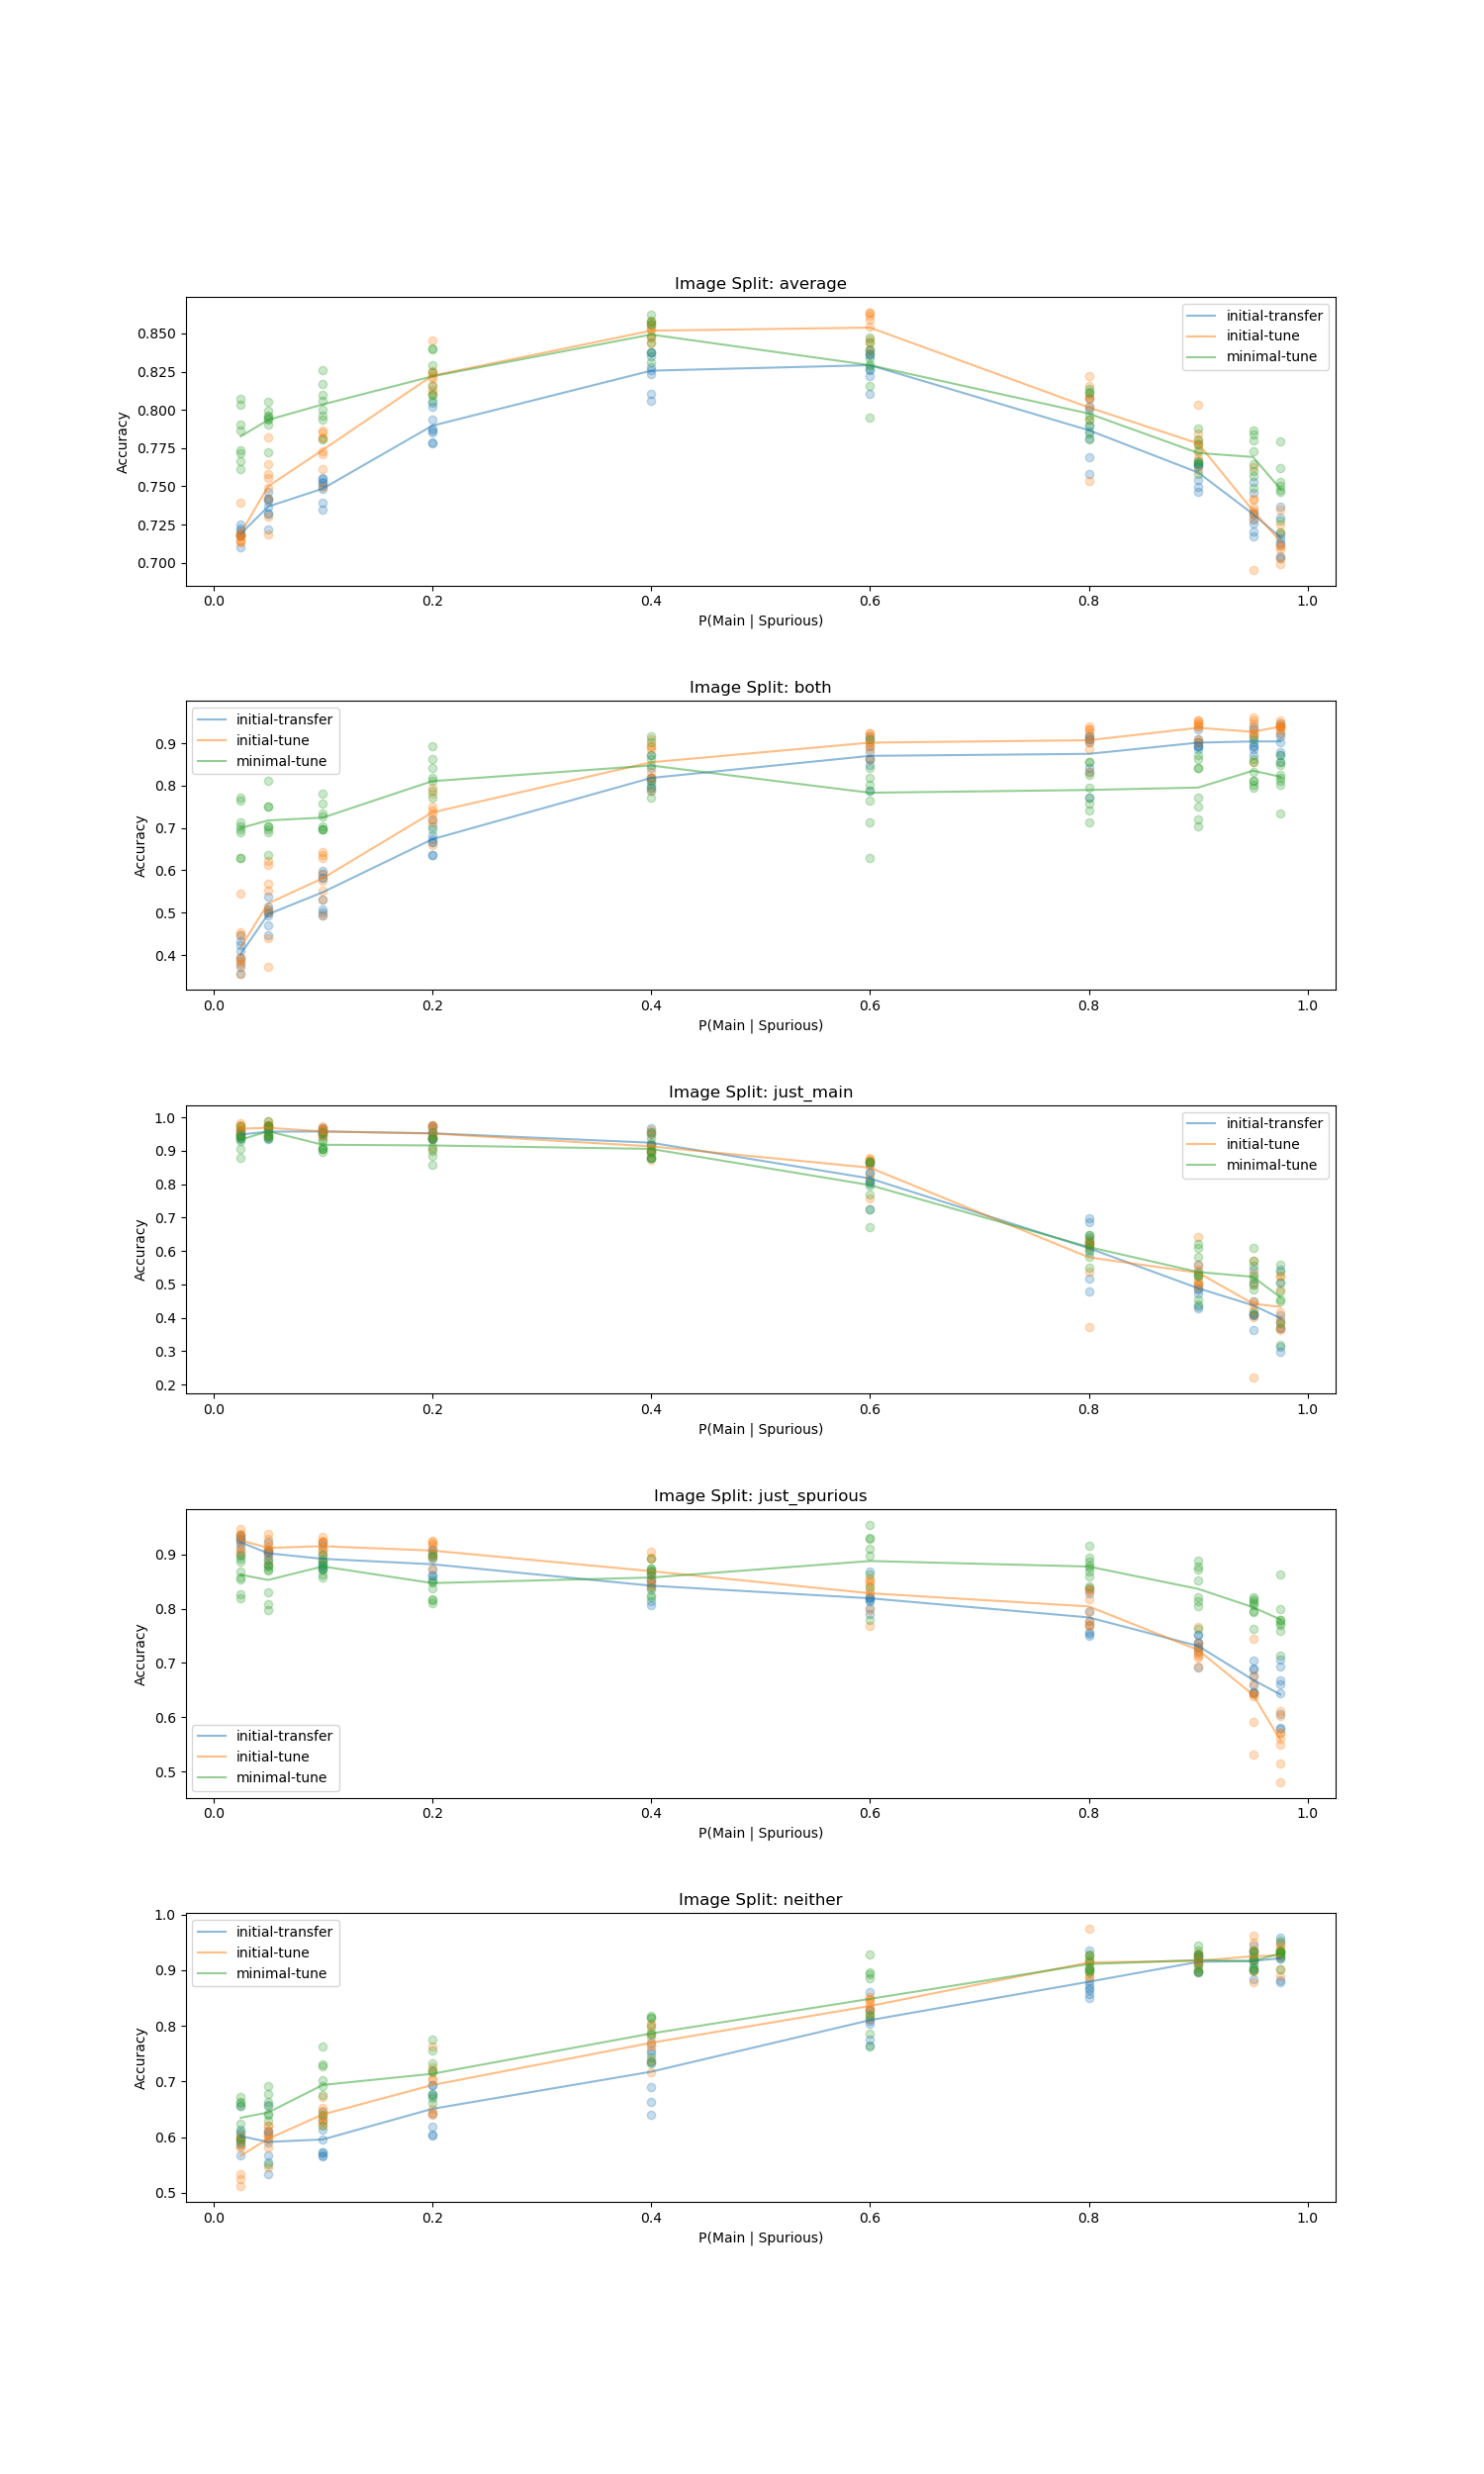 Image Split: average
Accuracy
0.850
0.825
0.800
0.775
0.750
0.725
0.700
initial-transfer
initial-tune
minimal-tune
0.0 0.2 0.4 0.6 0.8 1.0
P(Main | Spurious)
Image Split: both
Accuracy
0.9
0.8
0.7
0.6
0.5
0.4
initial-transfer
initial-tune
minimal-tune
0.0 0.2 0.4 0.6 0.8 1.0
P(Main | Spurious)
Image Split: just_main
Accuracy
1.0
0.9
0.8
0.7
0.6
0.5
0.4
0.3
0.2
initial-transfer
initial-tune
minimal-tune
0.0 0.2 0.4 0.6 0.8 1.0
P(Main | Spurious)
Image Split: just_spurious
Accuracy
0.9
0.8
0.7
0.6
0.5
initial-transfer
initial-tune
minimal-tune
0.0 0.2 0.4 0.6 0.8 1.0
P(Main | Spurious)
Image Split: neither
Accuracy
1.0
0.9
0.8
0.7
0.6
0.5
initial-transfer
initial-tune
minimal-tune
0.0 0.2 0.4 0.6 0.8 1.0
P(Main | Spurious)